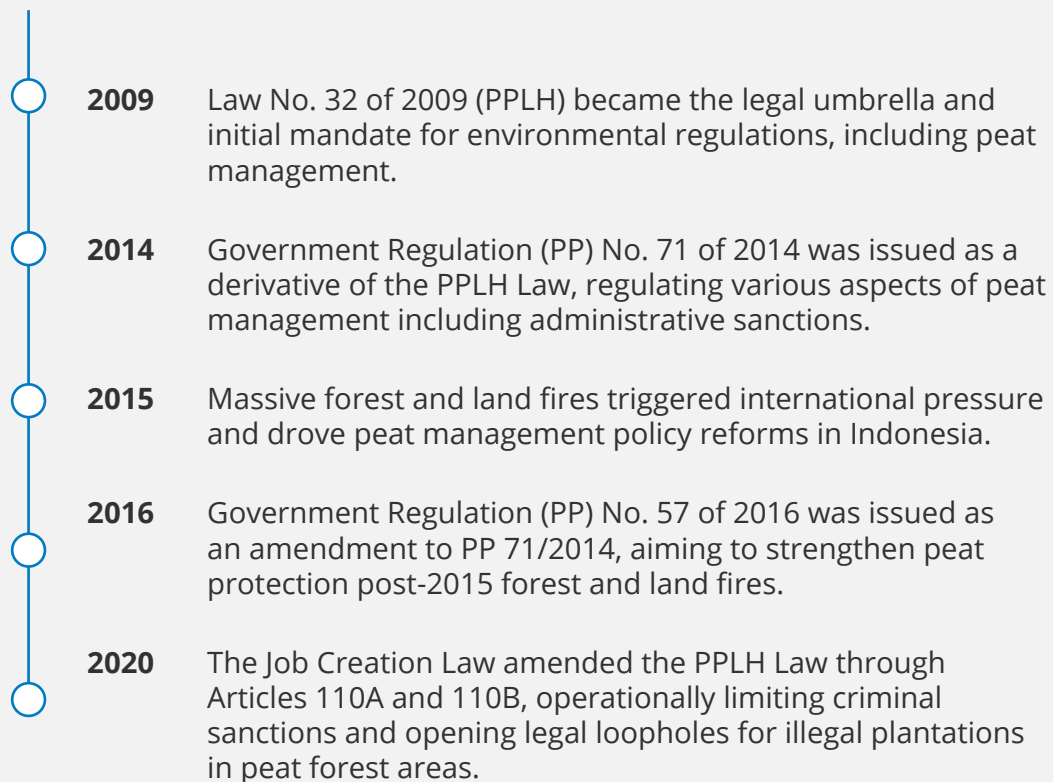 2009 Law No. 32 of 2009 (PPLH) became the legal umbrella and
initial mandate for environmental regulations, including peat
management.
2014 Government Regulation (PP) No. 71 of 2014 was issued as a
derivative of the PPLH Law, regulating various aspects of peat
management including administrative sanctions.
2015 Massive forest and land fires triggered international pressure
and drove peat management policy reforms in Indonesia.
2016 Government Regulation (PP) No. 57 of 2016 was issued as
an amendment to PP 71/2014, aiming to strengthen peat
protection post-2015 forest and land fires.
2020 The Job Creation Law amended the PPLH Law through
Articles 110A and 110B, operationally limiting criminal
sanctions and opening legal loopholes for illegal plantations
in peat forest areas.